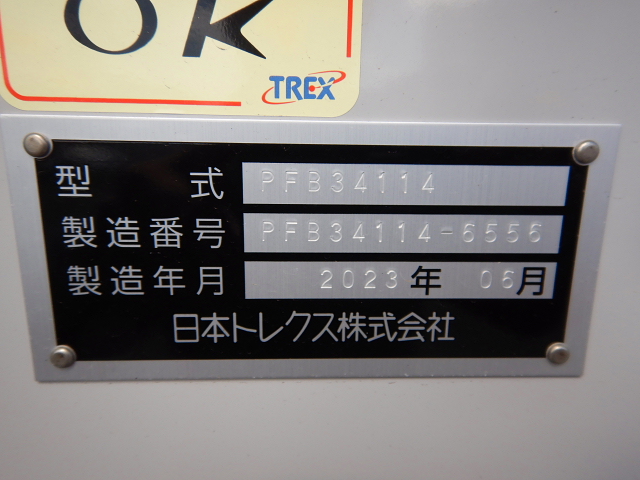 OK
TREX
型式 PFB34114
製造番号 PFB34114-6556
製造年月 2023年 06月
日本トレクス株式会社